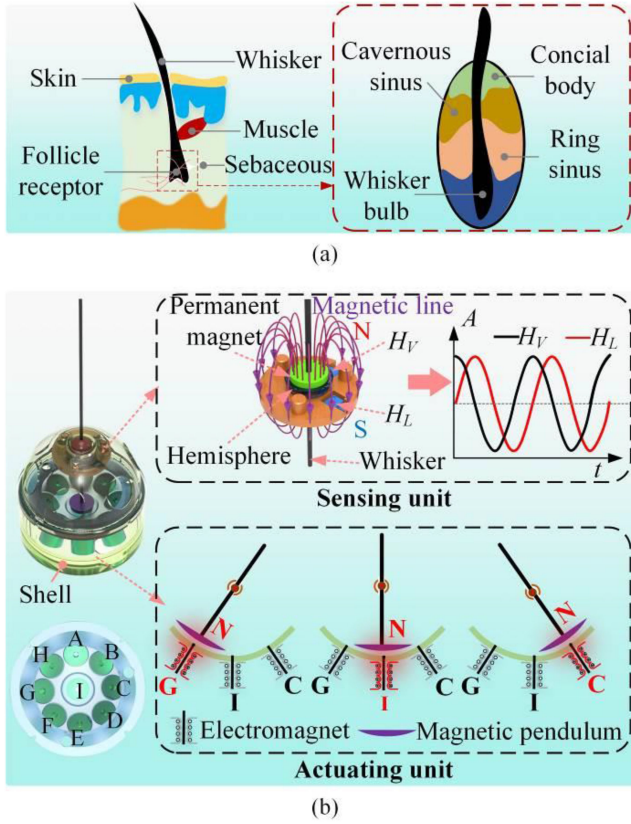 Skin
Whisker
Muscle
Follicle
receptor
Sebaceous
Cavernous
sinus
Concial
body
Ring
sinus
Whisker
bulb
(a)
Permanent
magnet
Magnetic line
N
H_V
H_L
S
Hemisphere
Whisker
A
H_V
H_L
t
Sensing unit
Shell
A
B
C
D
E
F
G
H
I
N
G
I
C
N
G
I
C
N
G
I
C
Electromagnet
Magnetic pendulum
Actuating unit
(b)